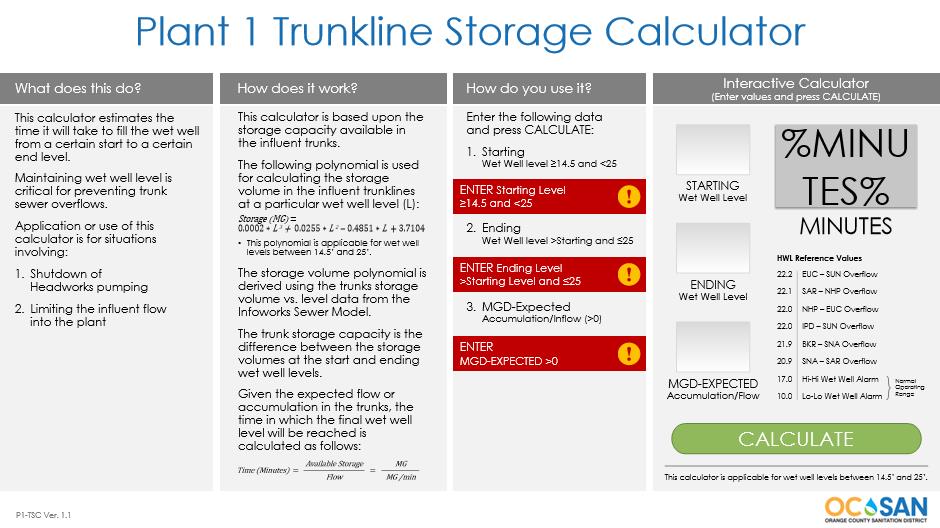 Plant 1 Trunkline Storage Calculator
What does this do?
This calculator estimates the
time it will take to fill the wet well
from a certain start to a certain
end level.
Maintaining wet well level is
critical for preventing trunk
sewer overflows.
Application or use of this
calculator is for situations
involving:
1. Shutdown of
Headworks pumping
2. Limiting the influent flow
into the plant
How does it work?
This calculator is based upon the
storage capacity available in
the influent trunks.
The following polynomial is used
for calculating the storage
volume in the influent trunklines
at a particular wet well level (L):
Storage (MG) =
0.0002 * L³ + 0.0255 * L² − 0.4851 * L + 3.7104
• This polynomial is applicable for wet well
levels between 14.5' and 25'.
The storage volume polynomial is
derived using the trunks storage
volume vs. level data from the
Infoworks Sewer Model.
The trunk storage capacity is the
difference between the storage
volumes at the start and ending
wet well levels.
Given the expected flow or
accumulation in the trunks, the
time in which the final wet well
level will be reached is
calculated as follows:
Time (Minutes) = Available Storage / Flow = MG / MG/min
How do you use it?
Enter the following data
and press CALCULATE:
1. Starting
Wet Well level ≥14.5 and <25
ENTER Starting Level
≥14.5 and <25
!
2. Ending
Wet Well level >Starting and ≤25
ENTER Ending Level
>Starting Level and ≤25
!
3. MGD-Expected
Accumulation/Inflow (>0)
ENTER
MGD-EXPECTED >0
!
Interactive Calculator
(Enter values and press CALCULATE)
STARTING
Wet Well Level
ENDING
Wet Well Level
MGD-EXPECTED
Accumulation/Flow
%MINU
TES%
MINUTES
HWL Reference Values
22.2 EUC – SUN Overflow
22.1 SAR – NHP Overflow
22.0 NHP – EUC Overflow
22.0 IPD – SUN Overflow
21.9 BKR – SNA Overflow
20.9 SNA – SAR Overflow
17.0 Hi-Hi Wet Well Alarm
10.0 Lo-Lo Wet Well Alarm
Normal
Operating
Range
CALCULATE
This calculator is applicable for wet well levels between 14.5' and 25'.
P1-TSC Ver. 1.1
OC SAN
ORANGE COUNTY SANITATION DISTRICT